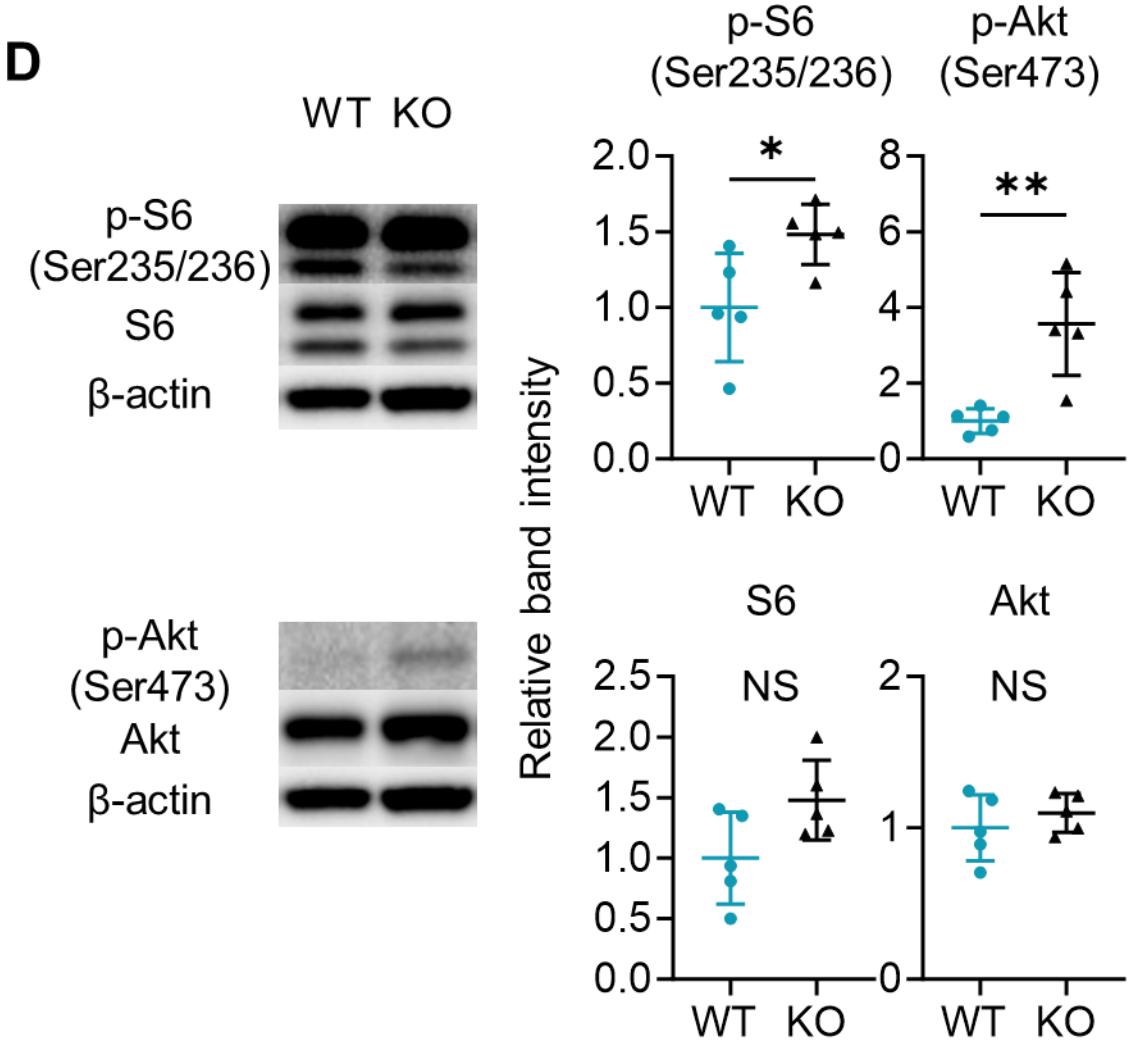 D
WT KO
p-S6
(Ser235/236)
S6
β-actin
p-Akt
(Ser473)
Akt
β-actin
Relative band intensity
p-S6
(Ser235/236)
*
2.0
1.5
1.0
0.5
0.0
WT KO
p-Akt
(Ser473)
**
8
6
4
2
0
WT KO
S6
NS
2.5
2.0
1.5
1.0
0.5
0.0
WT KO
Akt
NS
2
1
0
WT KO